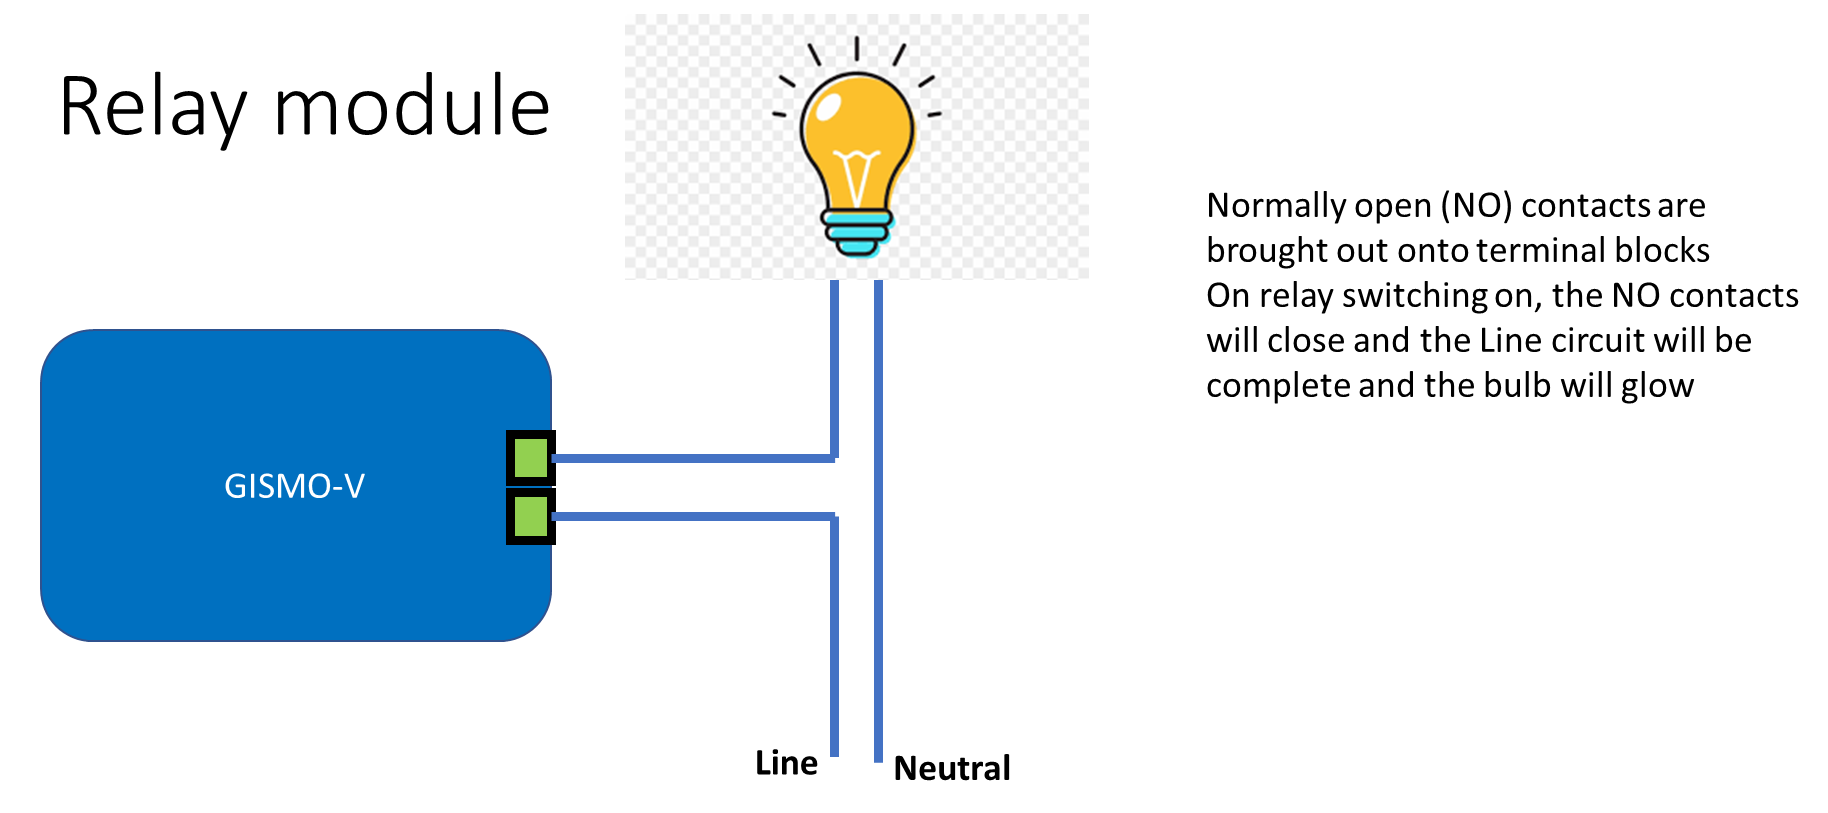 Relay module
Normally open (NO) contacts are
brought out onto terminal blocks
On relay switching on, the NO contacts
will close and the Line circuit will be
complete and the bulb will glow
GISMO-V
Line
Neutral